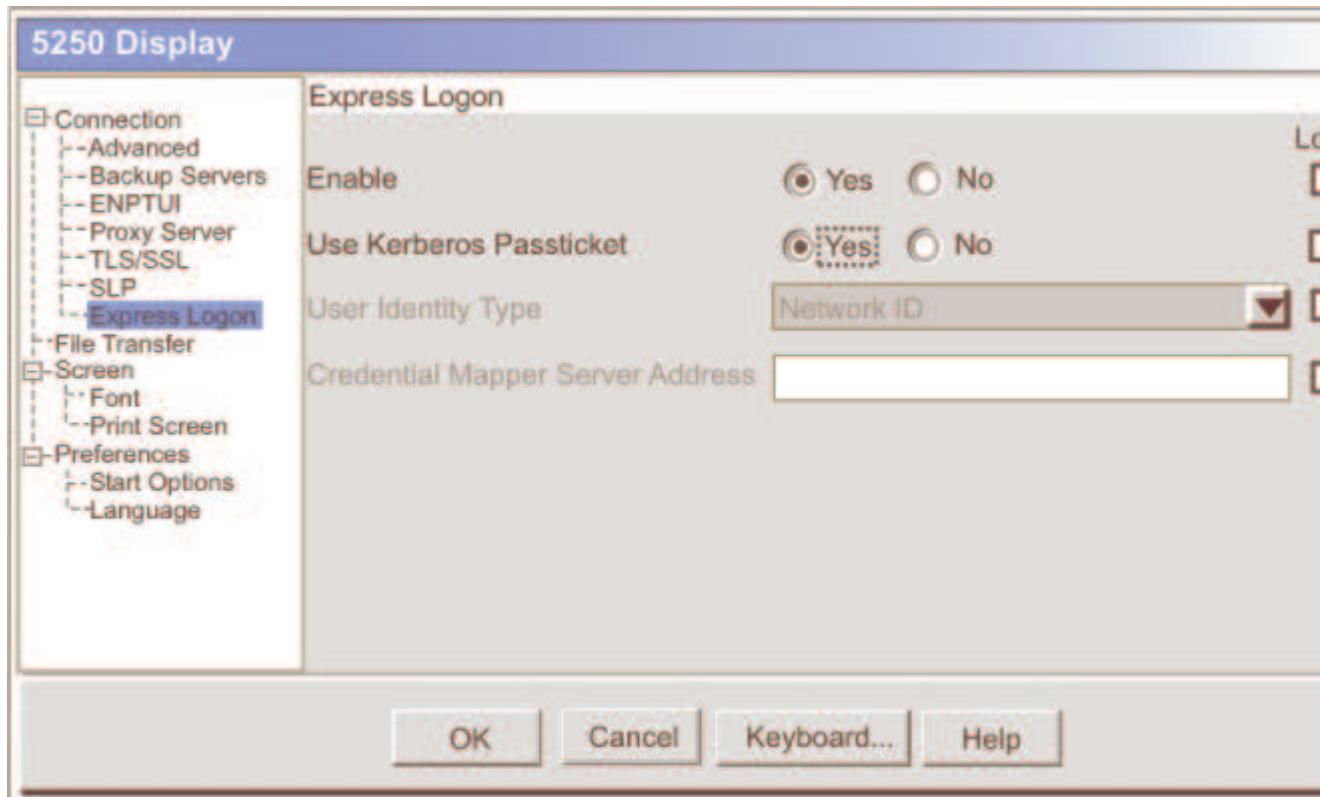 5250 Display
Connection
Advanced
Backup Servers
ENPTUI
Proxy Server
TLS/SSL
SLP
Express Logon
File Transfer
Screen
Font
Print Screen
Preferences
Start Options
Language
Express Logon
Enable Yes No
Use Kerberos Passticket Yes No
User Identity Type Network ID
Credential Mapper Server Address
OK Cancel Keyboard... Help